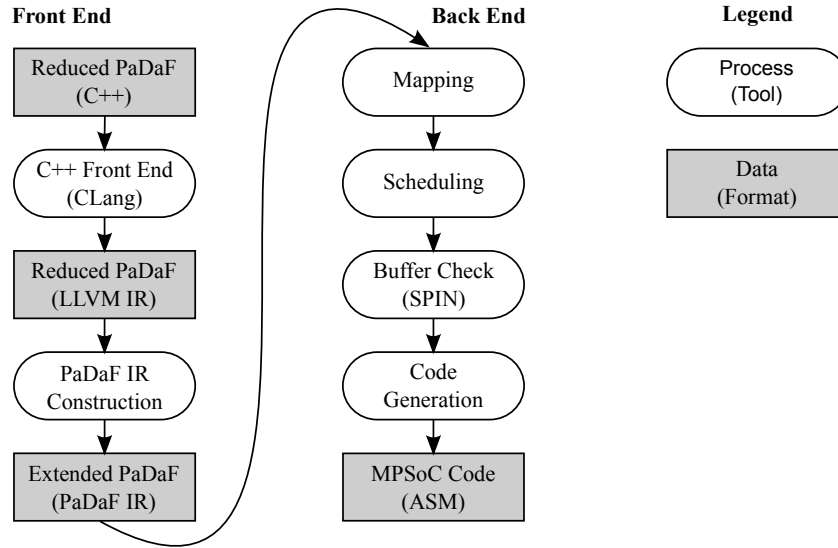 Front End
Reduced PaDaF
(C++)
C++ Front End
(CLang)
Reduced PaDaF
(LLVM IR)
PaDaF IR
Construction
Extended PaDaF
(PaDaF IR)
Back End
Mapping
Scheduling
Buffer Check
(SPIN)
Code
Generation
MPSoC Code
(ASM)
Legend
Process
(Tool)
Data
(Format)